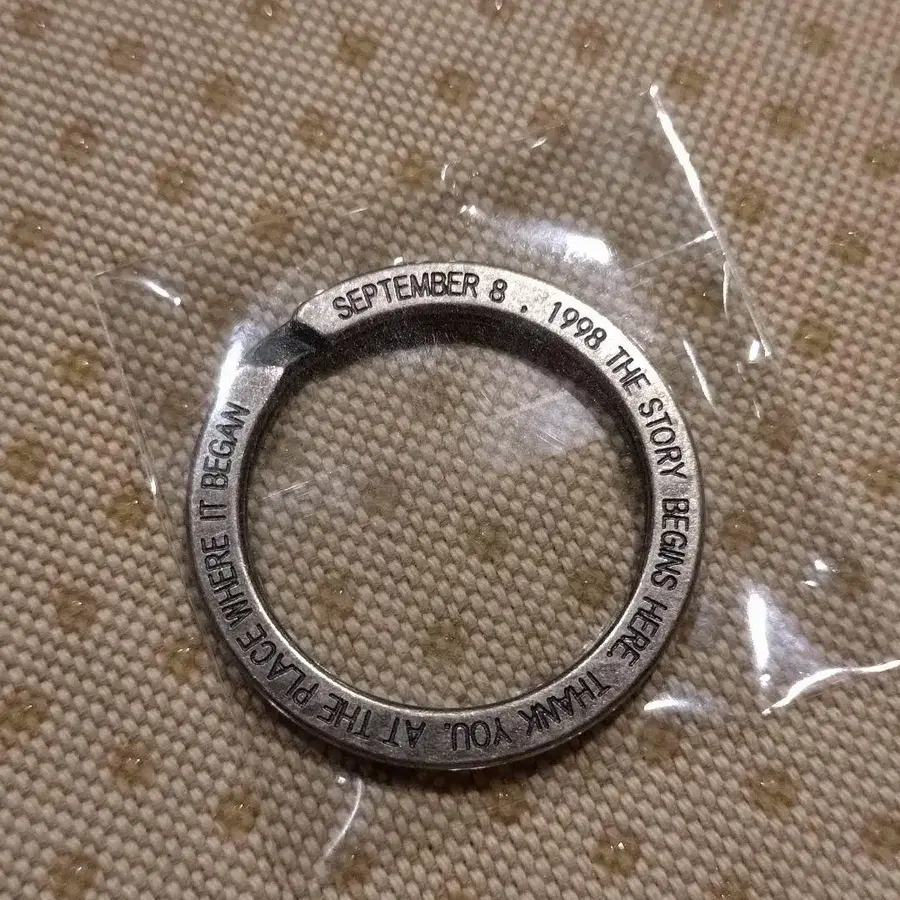 SEPTEMBER 8 . 1998 THE STORY BEGINS HERE. THANK YOU. AT THE PLACE WHERE IT BEGAN